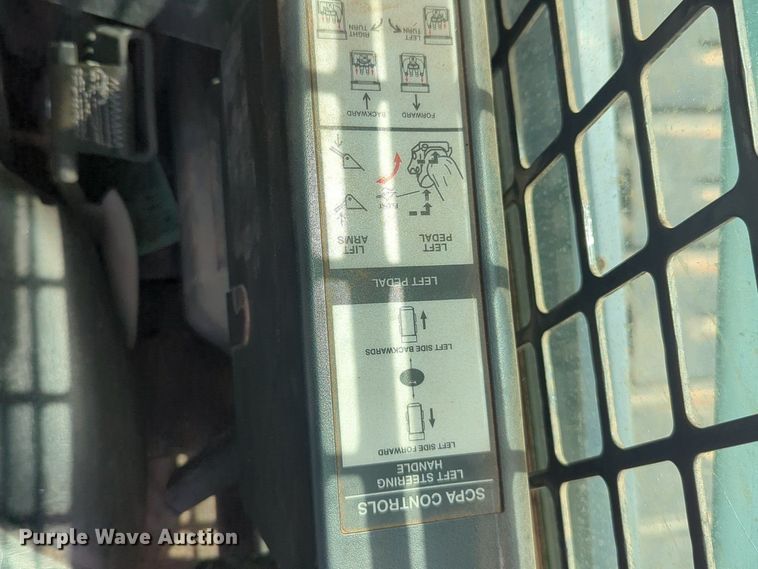 SCPA CONTROLS
LEFT STEERING
HANDLE
LEFT SIDE FORWARD
LEFT SIDE BACKWARDS
LEFT PEDAL
LEFT
PEDAL
LIFT
ARMS
FLOAT
FORWARD
BACKWARD
LEFT
TURN
RIGHT
TURN
Purple Wave Auction